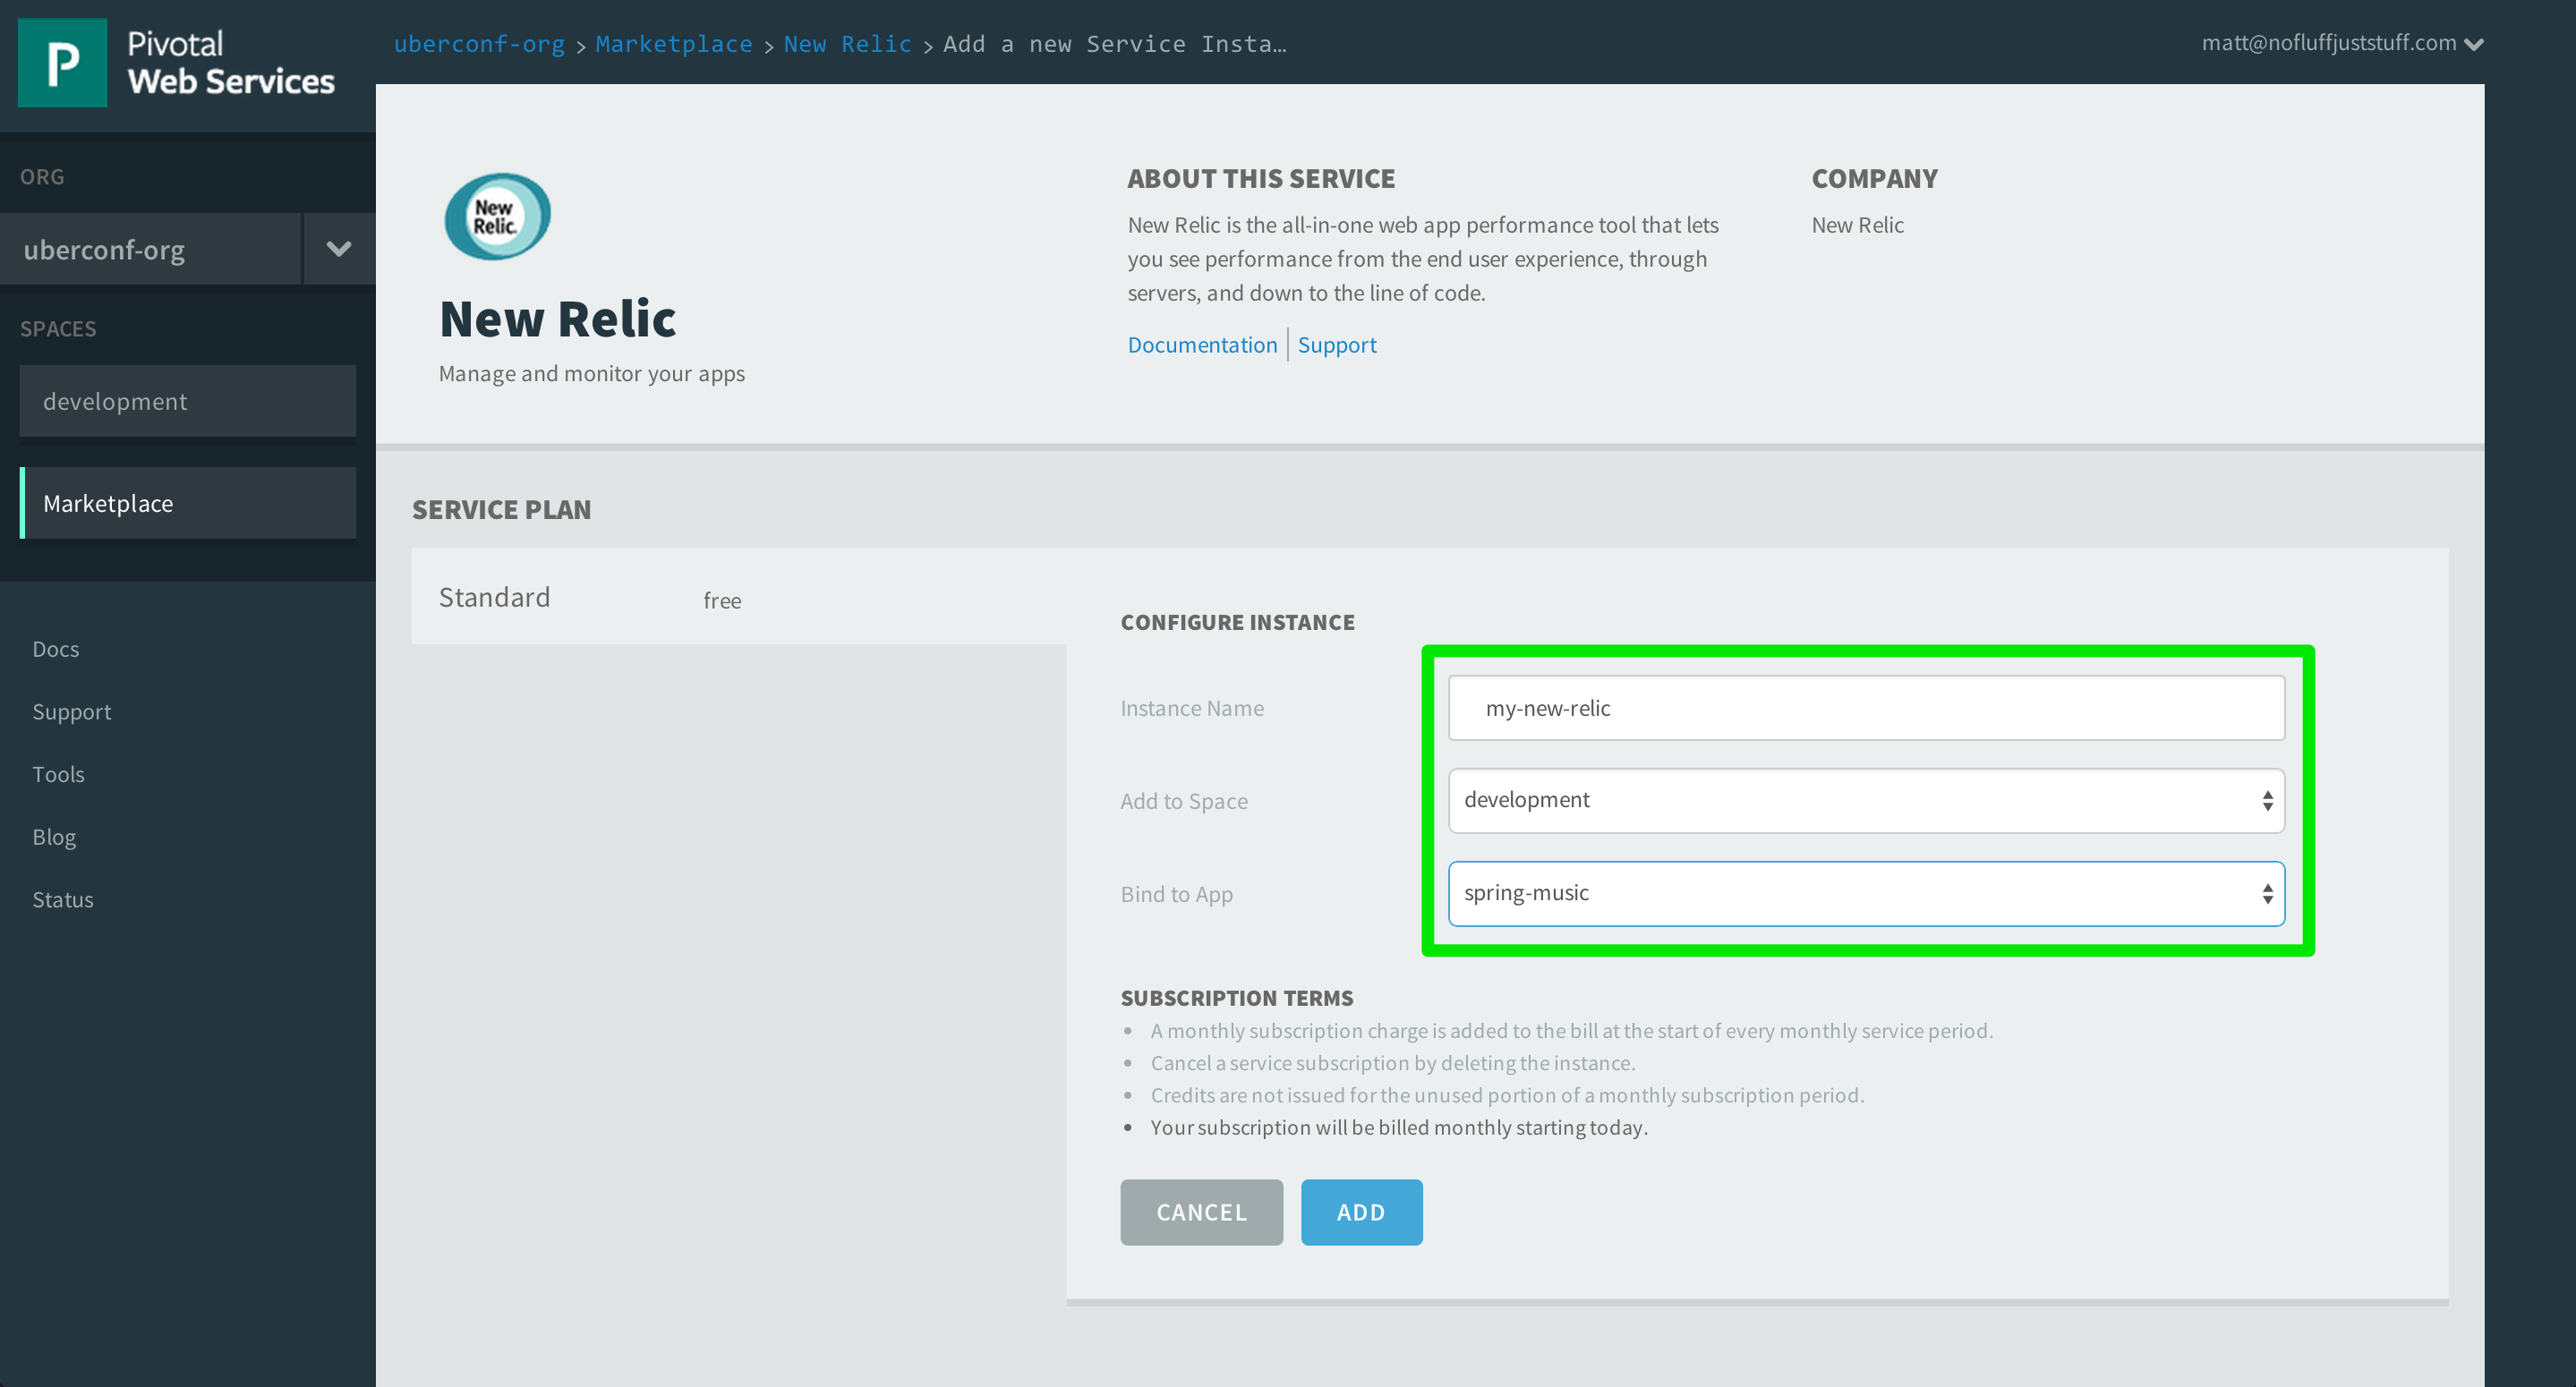 P
Pivotal
Web Services
uberconf-org > Marketplace > New Relic > Add a new Service Insta…
matt@nofluffjuststuff.com
ORG
uberconf-org
SPACES
development
Marketplace
Docs
Support
Tools
Blog
Status
New
Relic.
New Relic
Manage and monitor your apps
ABOUT THIS SERVICE
New Relic is the all-in-one web app performance tool that lets
you see performance from the end user experience, through
servers, and down to the line of code.
Documentation | Support
COMPANY
New Relic
SERVICE PLAN
Standard free
CONFIGURE INSTANCE
Instance Name my-new-relic
Add to Space development
Bind to App spring-music
SUBSCRIPTION TERMS
• A monthly subscription charge is added to the bill at the start of every monthly service period.
• Cancel a service subscription by deleting the instance.
• Credits are not issued for the unused portion of a monthly subscription period.
• Your subscription will be billed monthly starting today.
CANCEL ADD